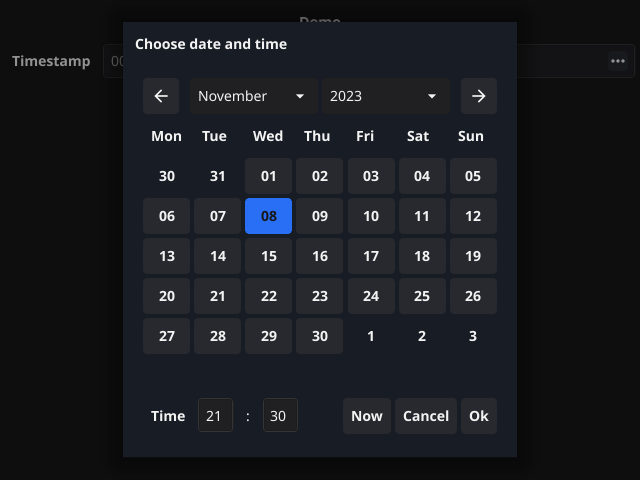 Demo
Choose date and time
Timestamp 00
November 2023
Mon Tue Wed Thu Fri Sat Sun
30 31 01 02 03 04 05
06 07 08 09 10 11 12
13 14 15 16 17 18 19
20 21 22 23 24 25 26
27 28 29 30 1 2 3
Time 21 : 30 Now Cancel Ok